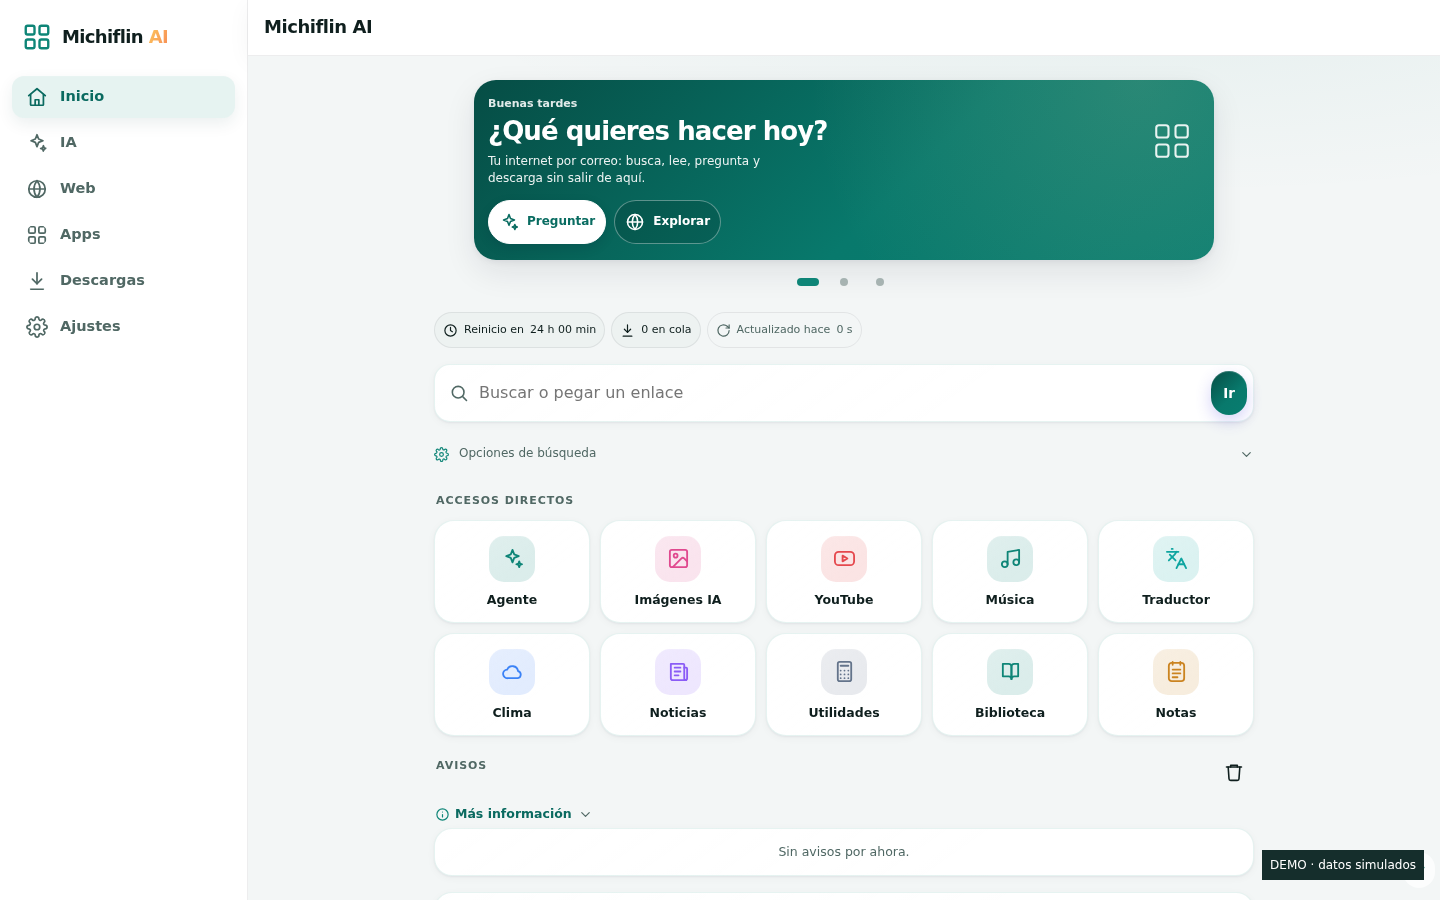 Michiflin AI
Inicio
IA
Web
Apps
Descargas
Ajustes
Michiflin AI
Buenas tardes
¿Qué quieres hacer hoy?
Tu internet por correo: busca, lee, pregunta y
descarga sin salir de aquí.
Preguntar
Explorar
Reinicio en 24 h 00 min
0 en cola
Actualizado hace 0 s
Buscar o pegar un enlace
Ir
Opciones de búsqueda
ACCESOS DIRECTOS
Agente
Imágenes IA
YouTube
Música
Traductor
Clima
Noticias
Utilidades
Biblioteca
Notas
AVISOS
Más información
Sin avisos por ahora.
DEMO · datos simulados